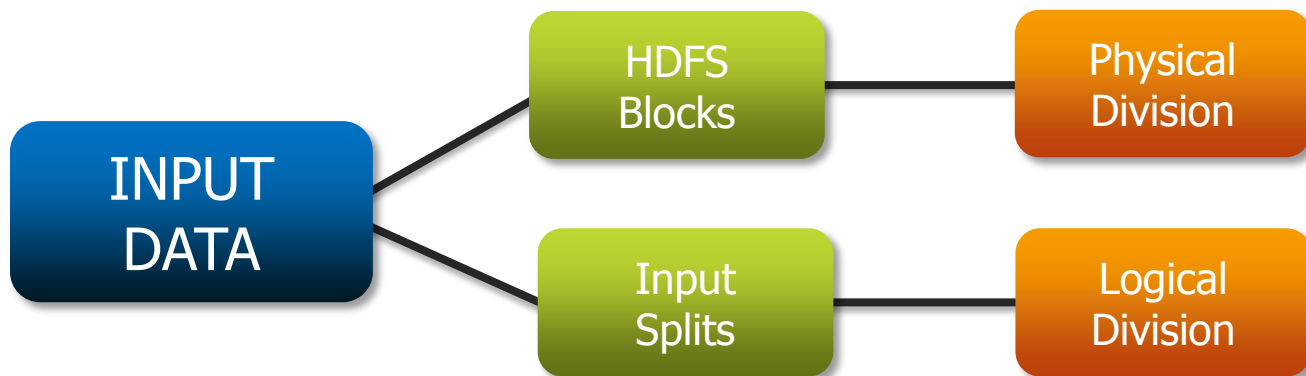 INPUT
DATA
HDFS
Blocks
Physical
Division
Input
Splits
Logical
Division